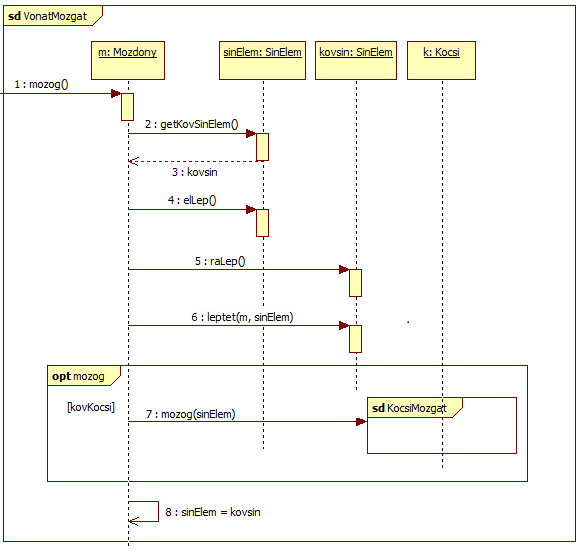 sd VonatMozgat
m: Mozdony
sinElem: SinElem
kovsin: SinElem
k: Kocsi
1 : mozog()
2 : getKovSinElem()
3 : kovsin
4 : elLep()
5 : raLep()
6 : leptet(m, sinElem)
opt mozog
[kovKocsi]
7 : mozog(sinElem)
sd KocsiMozgat
8 : sinElem = kovsin